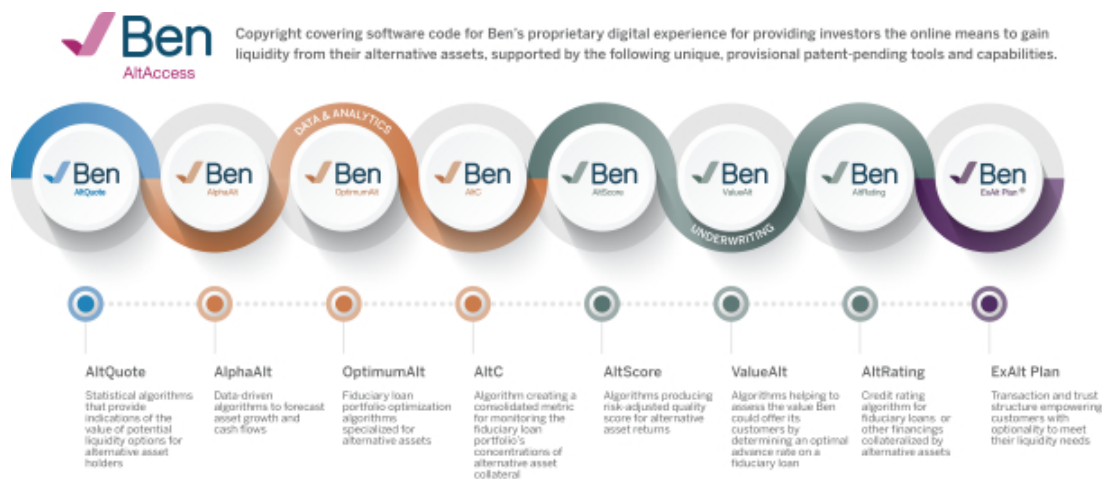 Ben
AltAccess
Copyright covering software code for Ben's proprietary digital experience for providing investors the online means to gain
liquidity from their alternative assets, supported by the following unique, provisional patent-pending tools and capabilities.
DATA & ANALYTICS
Ben
AltQuote
Ben
AlphaAlt
Ben
OptimumAlt
Ben
AltC
Ben
AltScore
Ben
ValueAlt
Ben
AltRating
Ben
ExAlt Plan ®
UNDERWRITING
AltQuote
Statistical algorithms
that provide
indications of the
value of potential
liquidity options for
alternative asset
holders
AlphaAlt
Data-driven
algorithms to forecast
asset growth and
cash flows
OptimumAlt
Fiduciary loan
portfolio-optimization
algorithms
specialized for
alternative assets
AltC
Algorithm creating a
consolidated metric
for monitoring the
fiduciary loan
portfolio's
concentrations of
alternative asset
collateral
AltScore
Algorithms producing
risk-adjusted quality
score for alternative
asset returns
ValueAlt
Algorithms helping to
assess the value Ben
could offer its
customers by
determining an optimal
advance rate on a
fiduciary loan
AltRating
Credit rating
algorithm for
fiduciary loans, or
other financings
collateralized by
alternative assets
ExAlt Plan
Transaction and trust
structure empowering
customers with
optionality to meet
their liquidity needs